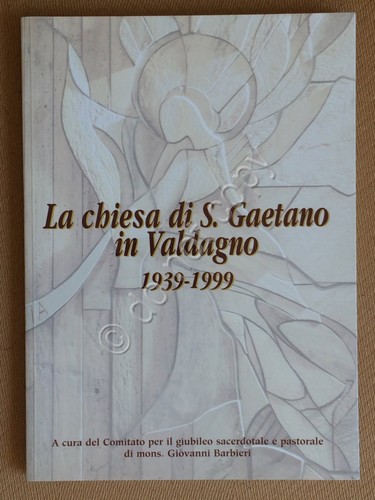 La chiesa di S. Gaetano
in Valdagno
1939-1999
A cura del Comitato per il giubileo sacerdotale e pastorale
di mons. Giovanni Barbieri